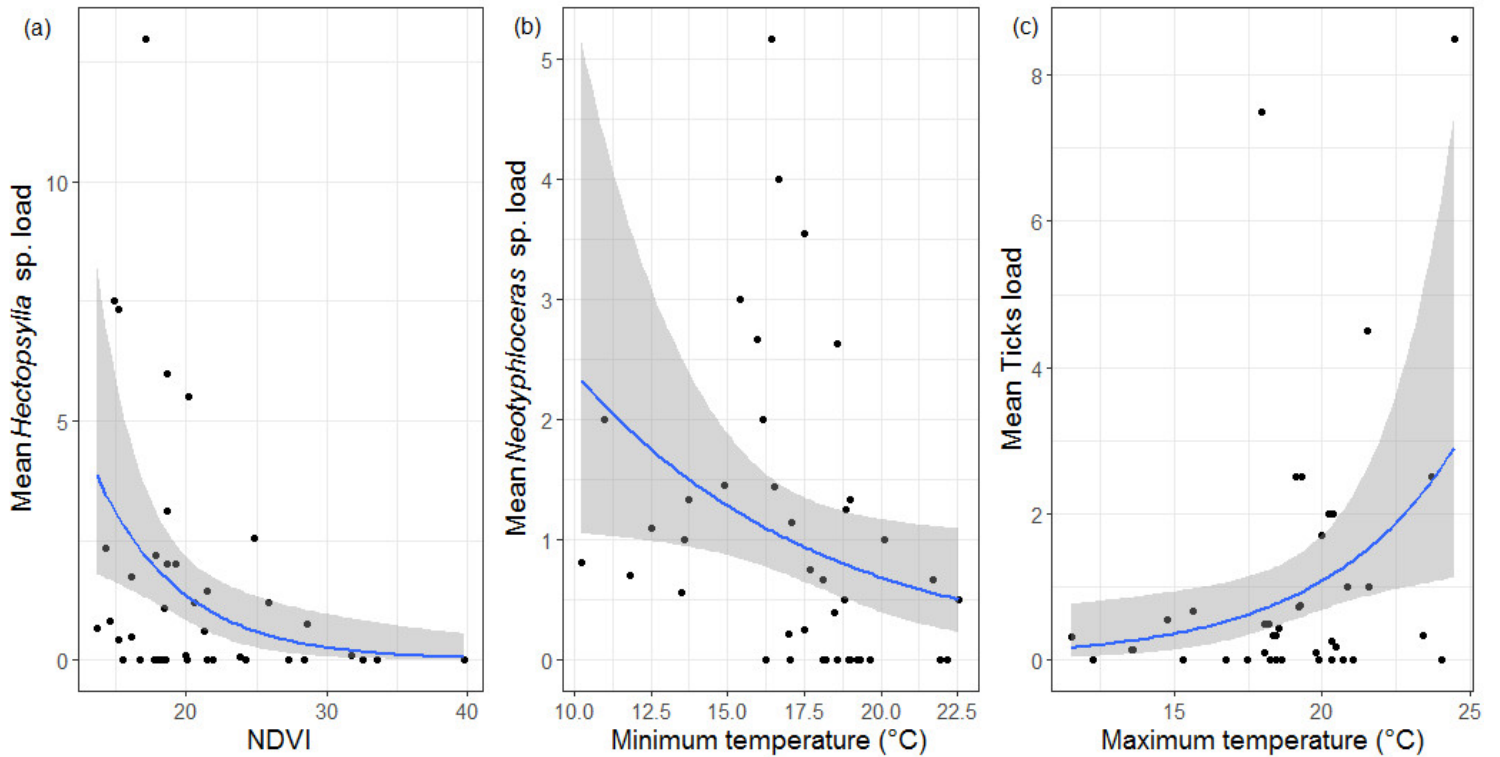 (a)
Mean Hectopsylla sp. load
10
5
0
20
30
40
NDVI
(b)
Mean Neotyphloceras sp. load
5
4
3
2
1
0
10.0
12.5
15.0
17.5
20.0
22.5
Minimum temperature (°C)
(c)
Mean Ticks load
8
6
4
2
0
15
20
25
Maximum temperature (°C)